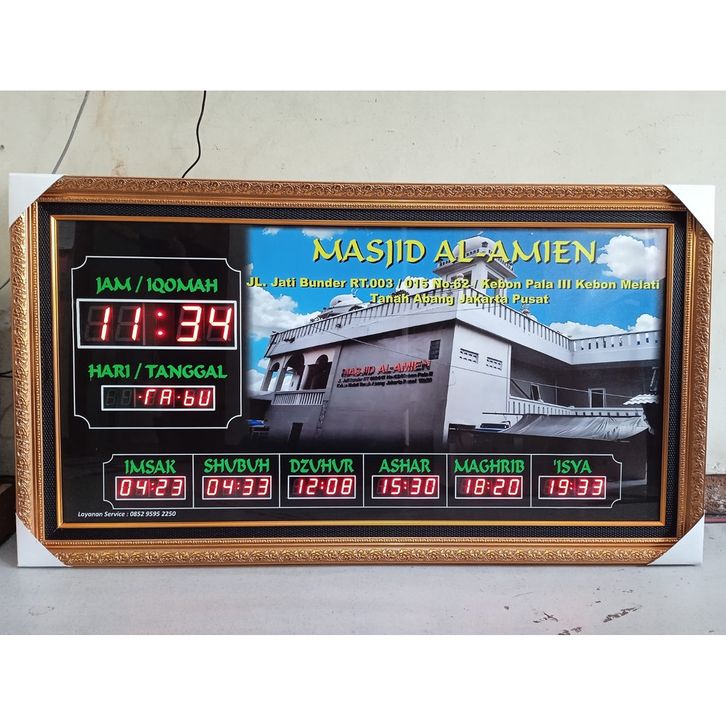 MASJID AL-AMIEN
JL. Jati Bunder RT.003 / 015 No.62 / Kebon Pala III Kebon Melati
Tanah Abang Jakarta Pusat
JAM / IQOMAH
11:34
HARI / TANGGAL
rA-bU
MASJID AL-AMIEN
IMSAK SHUBUH DZUHUR ASHAR MAGHRIB 'ISYA
04:23 04:33 12:08 15:30 18:20 19:33
Layanan Service : 0852 9595 2250